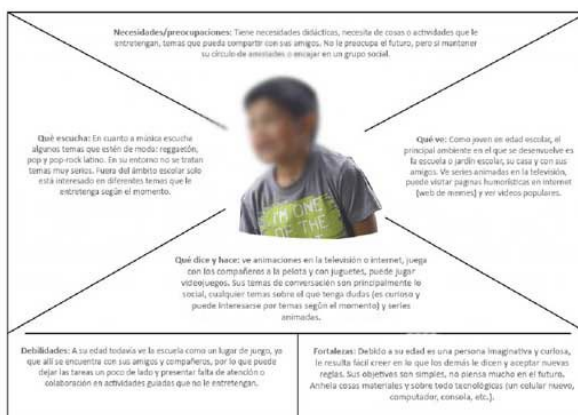 Necesidades/preocupaciones: Tiene necesidades didácticas, necesita de cosas o actividades que le
entretengan, temas que pueda compartir con sus amigos. No le preocupa el futuro, pero si mantener
su círculo de amistades o encajar en un grupo social.
Qué escucha: En cuanto a música escuche
algunos temas que estén de moda: reggaetón,
pop y pop-rock latino. En su entorno no se tratan
temas muy serios. Fuera del ámbito escolar solo
está interesado en diferentes temas que le
entretenga según el momento.
Qué ve: Como joven en edad escolar, el
principal ambiente en el que se desenvuelve es
la escuela o jardín escolar, su casa y con sus
amigos. Ve series animadas en la televisión,
puede visitar paginas humorísticas en internet
(web de memes) y ver videos populares.
I'M ONE
OF THE
Qué dice y hace: ve animaciones en la televisión o internet, juega
con los compañeros a la pelota y con juguetes, puede jugar
videojuegos. Sus temas de conversación son principalmente lo
social, cualquier temas sobre el que tenga dudas (es curioso y
puede interesarse por temas según el momento) y series
animadas.
Debilidades: A su edad todavía ve la escuela como un lugar de juego, ya
que allí se encuentra con sus amigos y compañeros, por lo que puede
dejar las tareas un poco de lado y presentar falta de atención o
colaboración en actividades guiadas que no le entretengan.
Fortalezas: Debido a su edad es una persona imaginativa y curiosa,
le resulta fácil creer en lo que los demás le dicen y aceptar nuevas
reglas. Sus objetivos son simples, no piensa mucho en el futuro.
Anhela cosas materiales y sobre todo tecnológicas (un celular nuevo,
computador, consola, etc.).